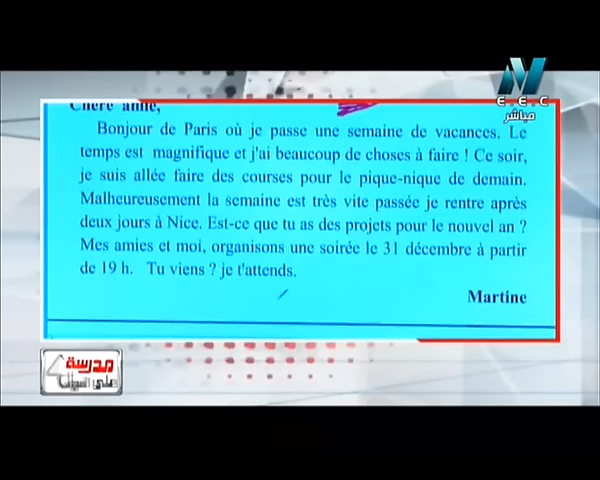 E.E.C
مباشر
Chère amie,
Bonjour de Paris où je passe une semaine de vacances. Le
temps est magnifique et j'ai beaucoup de choses à faire ! Ce soir,
je suis allée faire des courses pour le pique-nique de demain.
Malheureusement la semaine est très vite passée je rentre après
deux jours à Nice. Est-ce que tu as des projets pour le nouvel an ?
Mes amies et moi, organisons une soirée le 31 décembre à partir
de 19 h. Tu viens ? je t'attends.
Martine
مدرسة
على الهواء